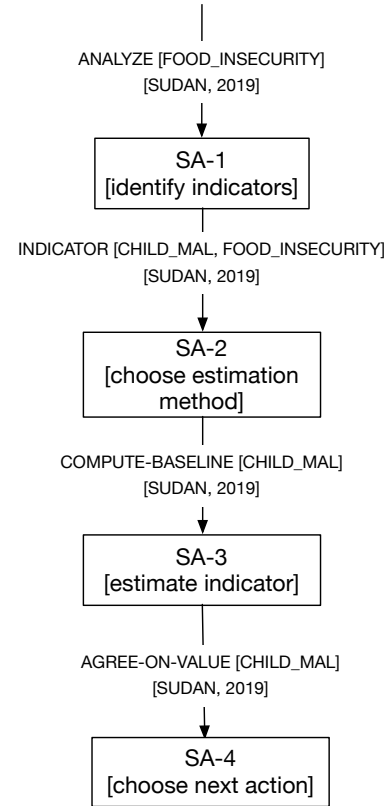 ANALYZE [FOOD_INSECURITY]
[SUDAN, 2019]
SA-1
[identify indicators]
INDICATOR [CHILD_MAL, FOOD_INSECURITY]
[SUDAN, 2019]
SA-2
[choose estimation
method]
COMPUTE-BASELINE [CHILD_MAL]
[SUDAN, 2019]
SA-3
[estimate indicator]
AGREE-ON-VALUE [CHILD_MAL]
[SUDAN, 2019]
SA-4
[choose next action]